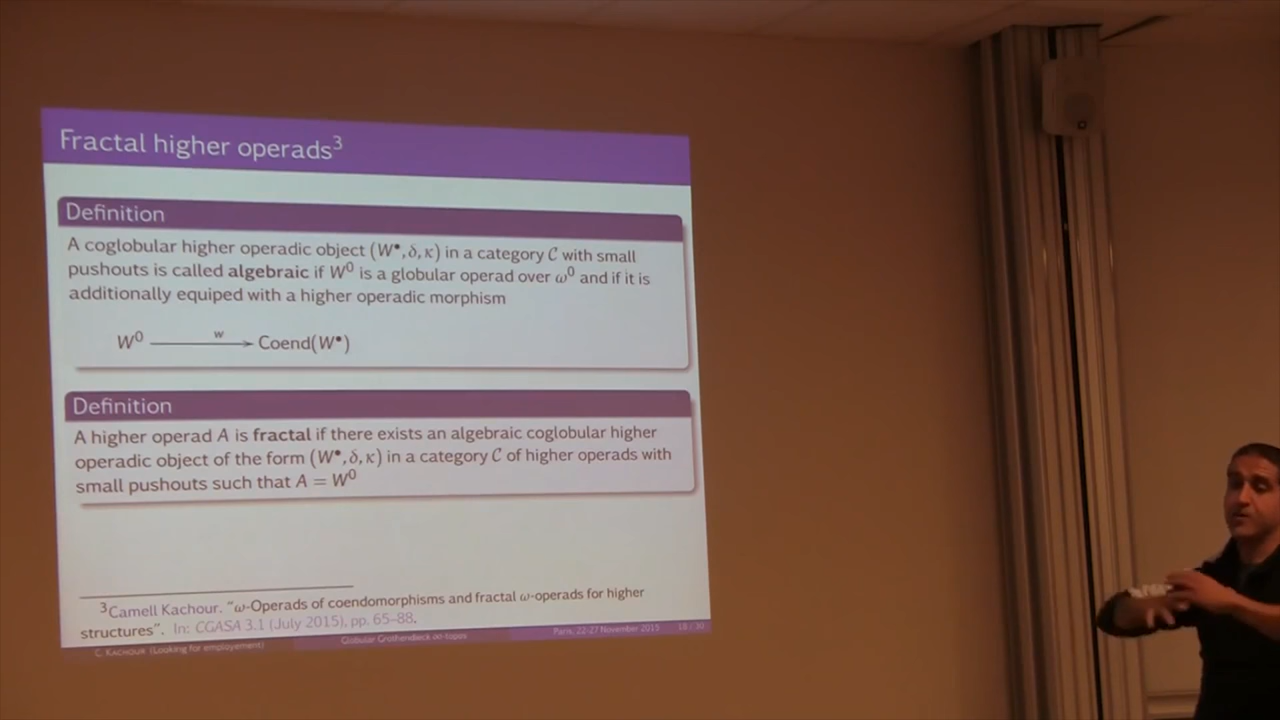 Fractal higher operads³
Definition
A coglobular higher operadic object (W•, δ, κ) in a category C with small
pushouts is called algebraic if W⁰ is a globular operad over ω⁰ and if it is
additionally equiped with a higher operadic morphism
W⁰ —w→ Coend(W•)
Definition
A higher operad A is fractal if there exists an algebraic coglobular higher
operadic object of the form (W•, δ, κ) in a category C of higher operads with
small pushouts such that A = W⁰
³Camell Kachour. "ω-Operads of coendomorphisms and fractal ω-operads for higher
structures". In: CGASA 3.1 (July 2015), pp. 65–88.
C. Kachour (Looking for employement) Globular Grothendieck ∞-topos Paris, 22-27 November 2015 18 / 30